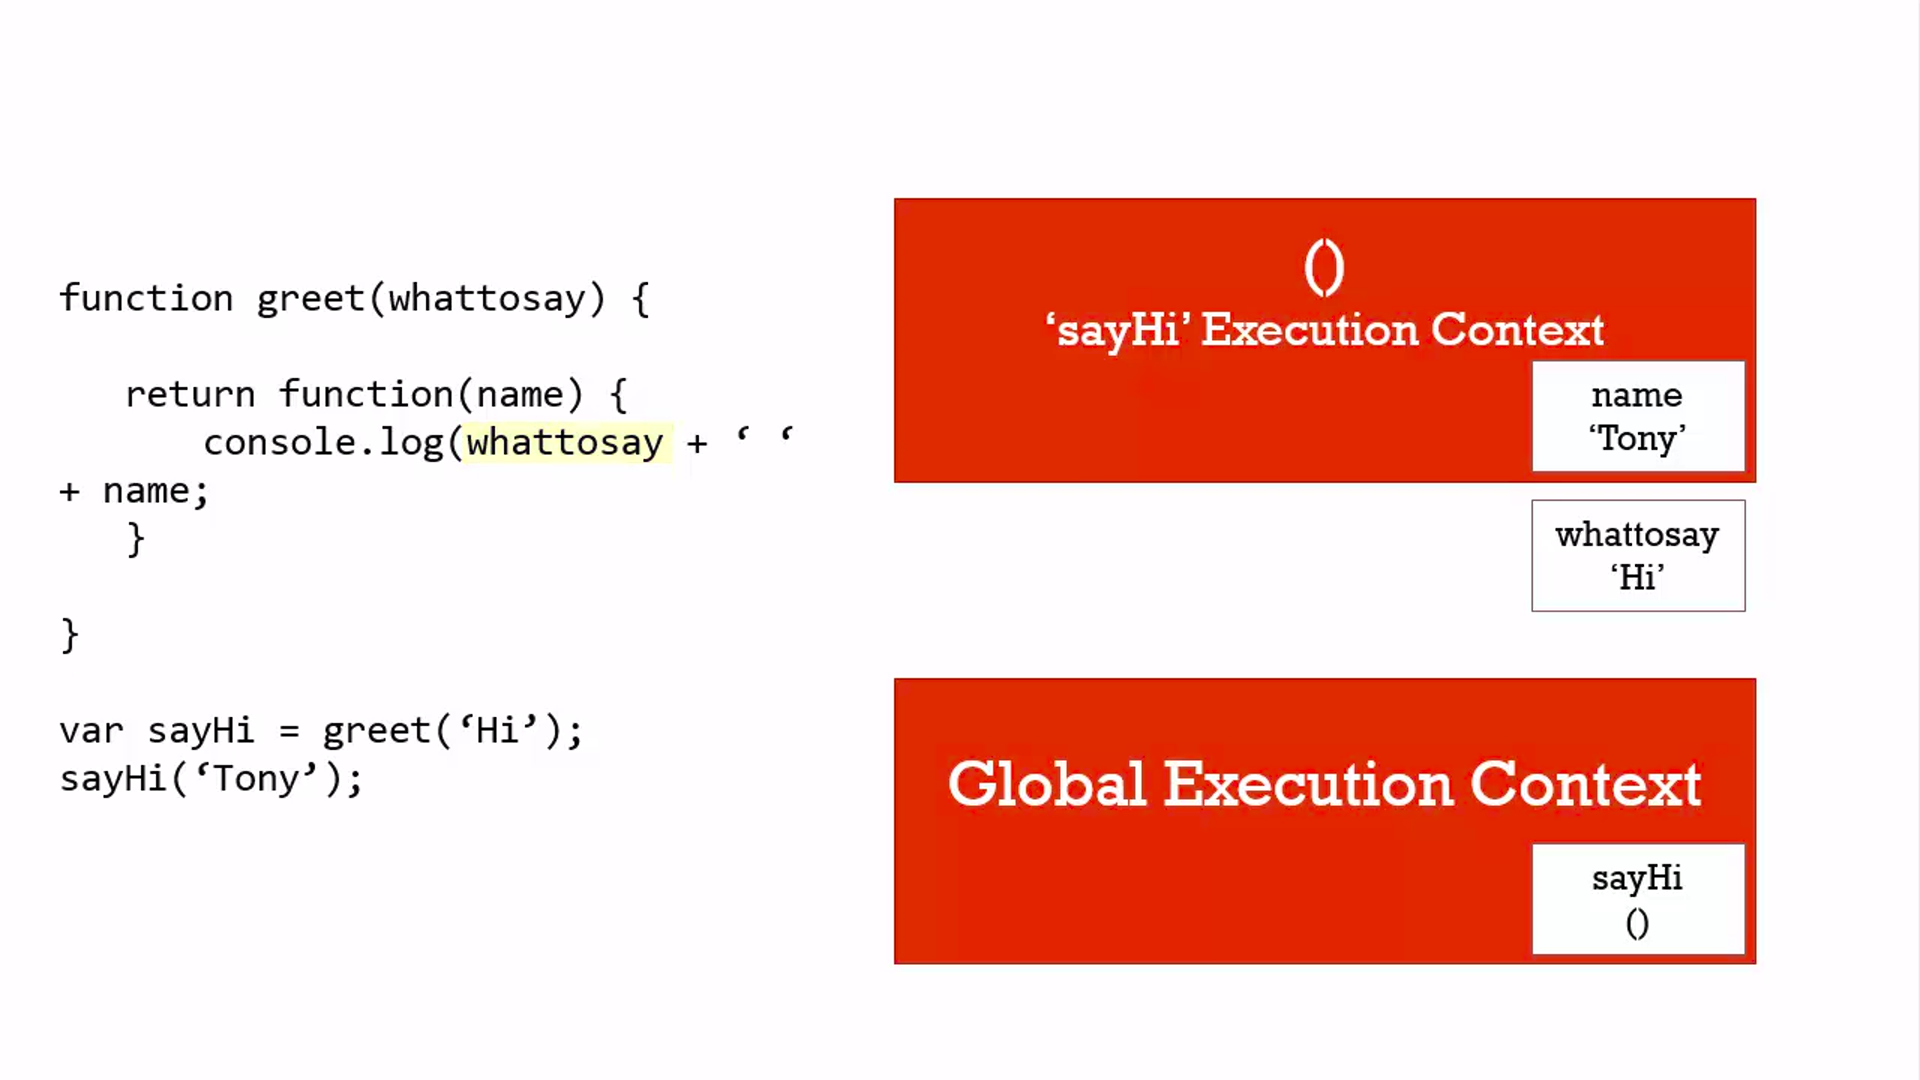 function greet(whattosay) {
return function(name) {
console.log(whattosay + ‘ ‘
+ name;
}
}
var sayHi = greet(‘Hi’);
sayHi(‘Tony’);
()
‘sayHi’ Execution Context
name
‘Tony’
whattosay
‘Hi’
Global Execution Context
sayHi
()